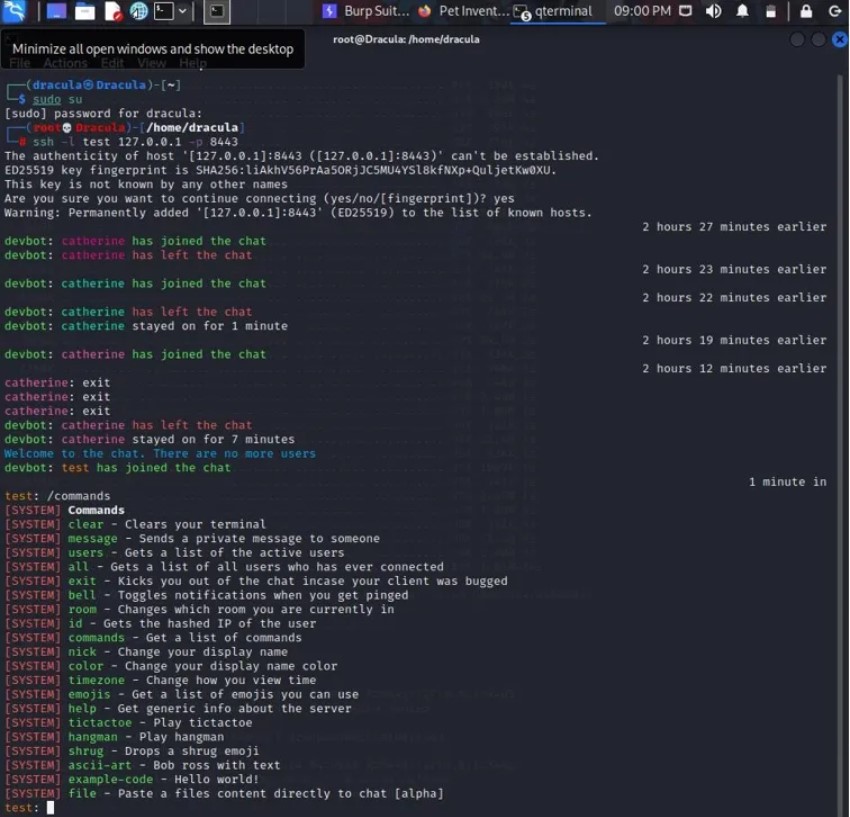 Burp Suit...
Pet Invent...
qterminal
09:00 PM
Minimize all open windows and show the desktop
root@Dracula: /home/dracula
File Actions Edit View Help
(dracula㉿Dracula)-[~]
$ sudo su
[sudo] password for dracula:
(root💀Dracula)-[/home/dracula]
# ssh -l test 127.0.0.1 -p 8443
The authenticity of host '[127.0.0.1]:8443 ([127.0.0.1]:8443)' can't be established.
ED25519 key fingerprint is SHA256:liAkhV56PrAa5ORjJC5MU4YSl8kfNXp+QuljetKw0XU.
This key is not known by any other names
Are you sure you want to continue connecting (yes/no/[fingerprint])? yes
Warning: Permanently added '[127.0.0.1]:8443' (ED25519) to the list of known hosts.
2 hours 27 minutes earlier
devbot: catherine has joined the chat
devbot: catherine has left the chat
2 hours 23 minutes earlier
devbot: catherine has joined the chat
2 hours 22 minutes earlier
devbot: catherine has left the chat
devbot: catherine stayed on for 1 minute
2 hours 19 minutes earlier
devbot: catherine has joined the chat
2 hours 12 minutes earlier
catherine: exit
catherine: exit
catherine: exit
devbot: catherine has left the chat
devbot: catherine stayed on for 7 minutes
Welcome to the chat. There are no more users
devbot: test has joined the chat
1 minute in
test: /commands
[SYSTEM] Commands
[SYSTEM] clear - Clears your terminal
[SYSTEM] message - Sends a private message to someone
[SYSTEM] users - Gets a list of the active users
[SYSTEM] all - Gets a list of all users who has ever connected
[SYSTEM] exit - Kicks you out of the chat incase your client was bugged
[SYSTEM] bell - Toggles notifications when you get pinged
[SYSTEM] room - Changes which room you are currently in
[SYSTEM] id - Gets the hashed IP of the user
[SYSTEM] commands - Get a list of commands
[SYSTEM] nick - Change your display name
[SYSTEM] color - Change your display name color
[SYSTEM] timezone - Change how you view time
[SYSTEM] emojis - Get a list of emojis you can use
[SYSTEM] help - Get generic info about the server
[SYSTEM] tictactoe - Play tictactoe
[SYSTEM] hangman - Play hangman
[SYSTEM] shrug - Drops a shrug emoji
[SYSTEM] ascii-art - Bob ross with text
[SYSTEM] example-code - Hello world!
[SYSTEM] file - Paste a files content directly to chat [alpha]
test: